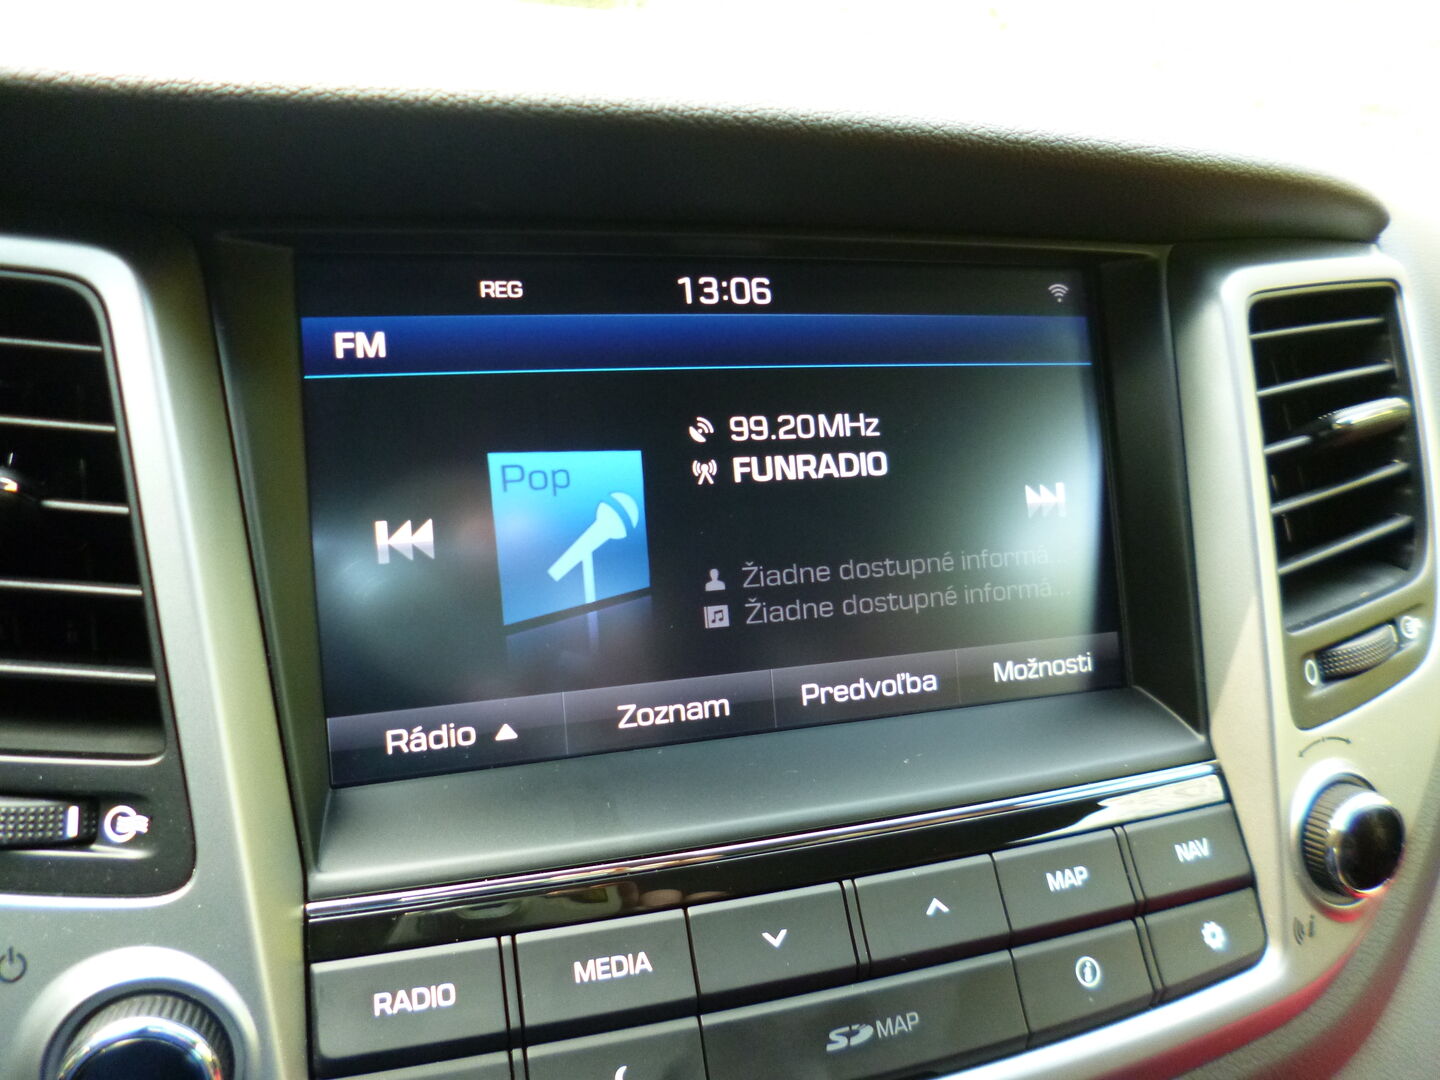 REG 13:06
FM
99.20MHz
FUNRADIO
Pop
Žiadne dostupné informá...
Žiadne dostupné informá...
Rádio Zoznam Predvoľba Možnosti
RADIO MEDIA MAP NAV
SD MAP